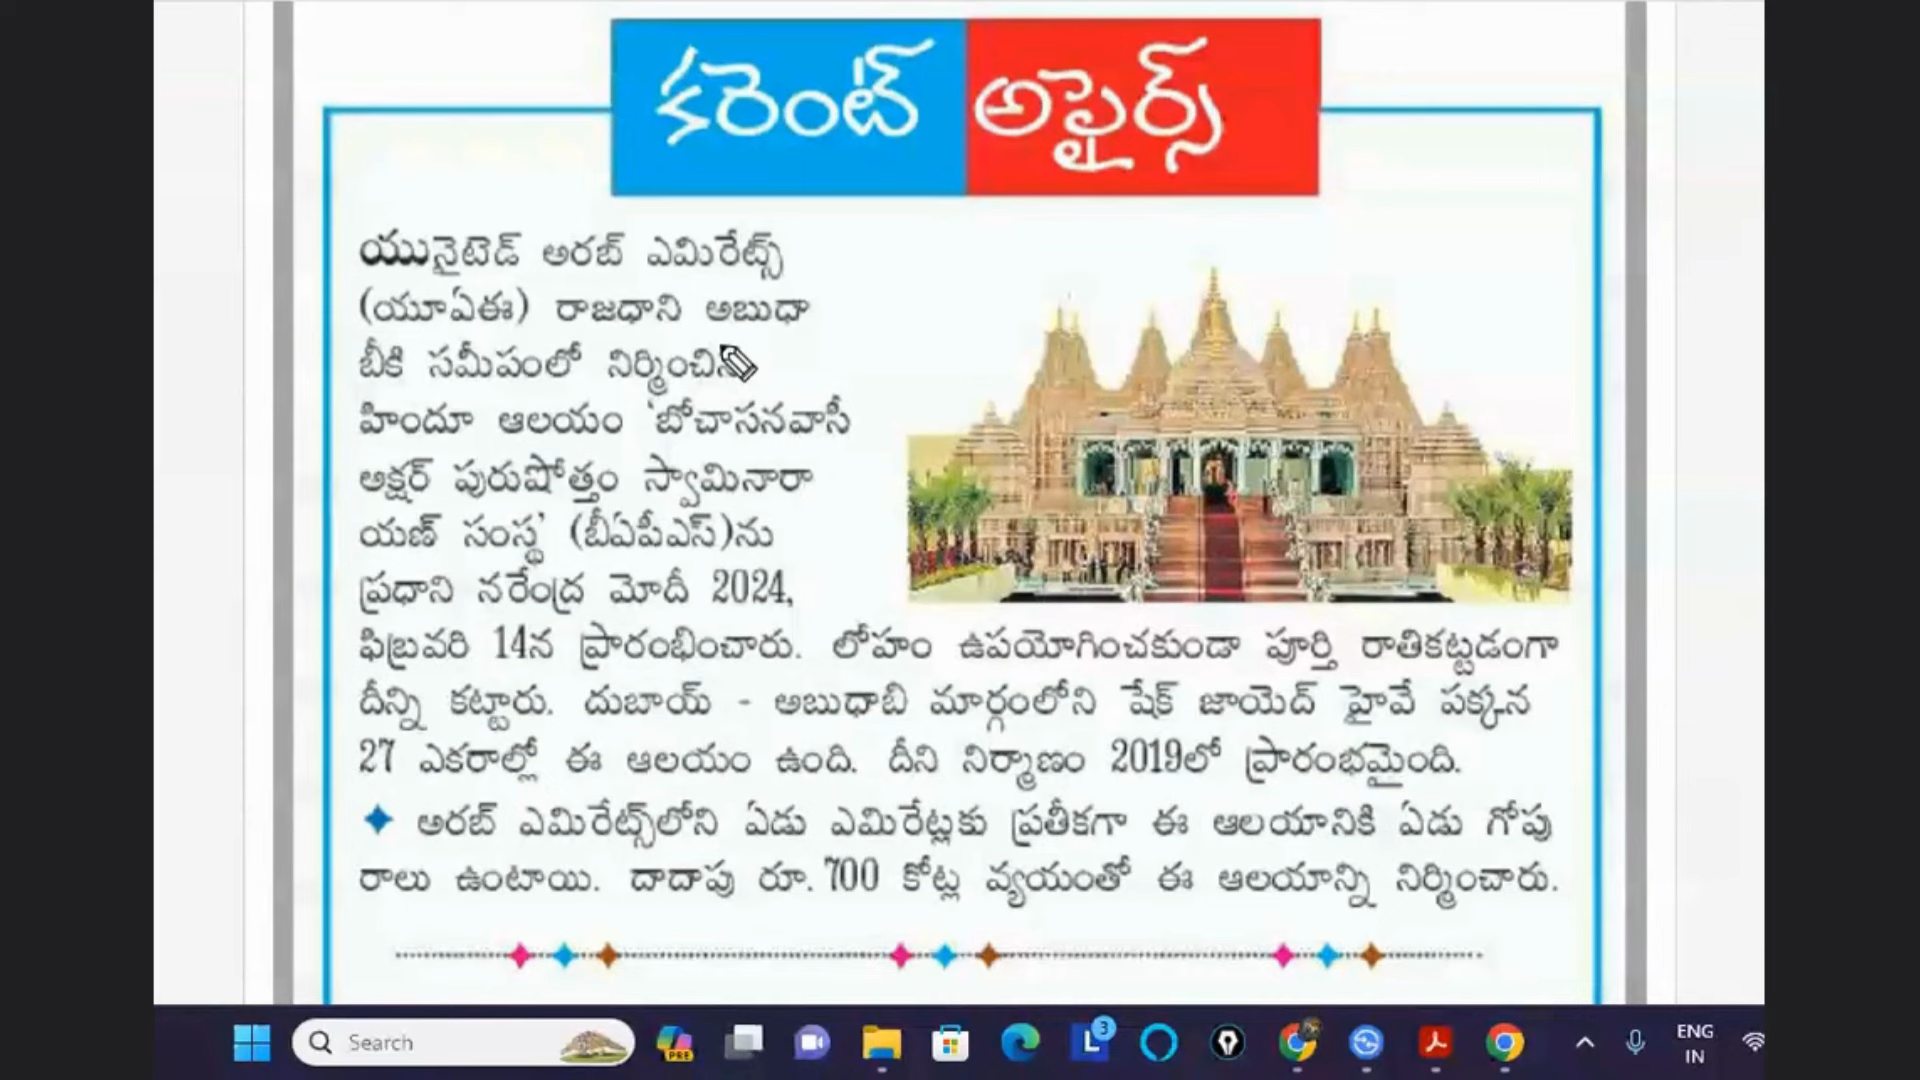 కరెంట్ అఫైర్స్
యునైటెడ్ అరబ్ ఎమిరేట్స్
(యూఏఈ) రాజధాని అబుధా
బీకి సమీపంలో నిర్మించిన
హిందూ ఆలయం 'బోచాసనవాసీ
అక్షర్ పురుషోత్తం స్వామినారా
యణ్ సంస్థ' (బీఏపీఎస్)ను
ప్రధాని నరేంద్ర మోదీ 2024,
ఫిబ్రవరి 14న ప్రారంభించారు. లోహం ఉపయోగించకుండా పూర్తి రాతికట్టడంగా
దీన్ని కట్టారు. దుబాయ్ - అబుధాబి మార్గంలోని షేక్ జాయెద్ హైవే పక్కన
27 ఎకరాల్లో ఈ ఆలయం ఉంది. దీని నిర్మాణం 2019లో ప్రారంభమైంది.
అరబ్ ఎమిరేట్స్‌లోని ఏడు ఎమిరేట్లకు ప్రతీకగా ఈ ఆలయానికి ఏడు గోపు
రాలు ఉంటాయి. దాదాపు రూ. 700 కోట్ల వ్యయంతో ఈ ఆలయాన్ని నిర్మించారు.
Search
PRE
L
3
ENG
IN